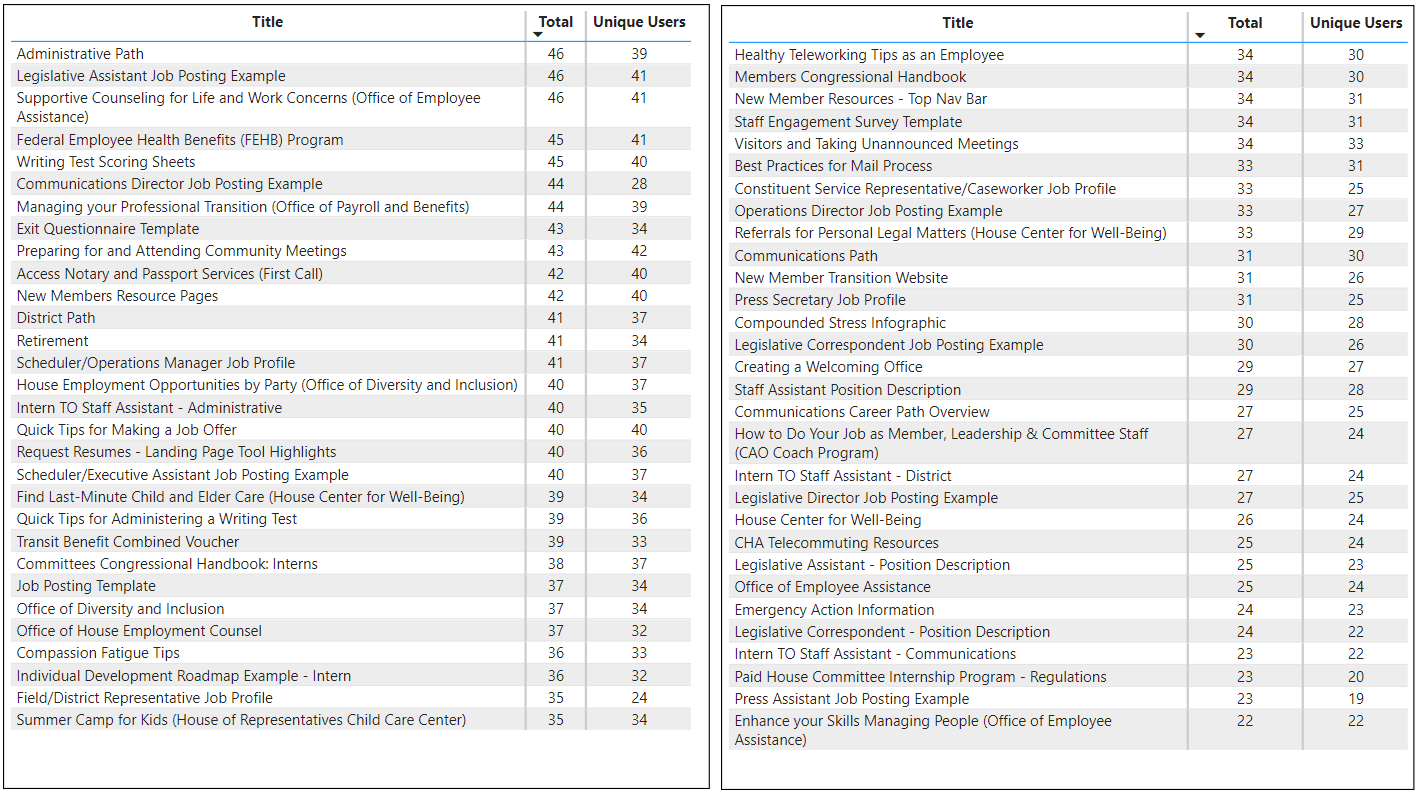 Title Total Unique Users
Administrative Path 46 39
Legislative Assistant Job Posting Example 46 41
Supportive Counseling for Life and Work Concerns (Office of Employee 46 41
Assistance)
Federal Employee Health Benefits (FEHB) Program 45 41
Writing Test Scoring Sheets 45 40
Communications Director Job Posting Example 44 28
Managing your Professional Transition (Office of Payroll and Benefits) 44 39
Exit Questionnaire Template 43 34
Preparing for and Attending Community Meetings 43 42
Access Notary and Passport Services (First Call) 42 40
New Members Resource Pages 42 40
District Path 41 37
Retirement 41 34
Scheduler/Operations Manager Job Profile 41 37
House Employment Opportunities by Party (Office of Diversity and Inclusion) 40 37
Intern TO Staff Assistant - Administrative 40 35
Quick Tips for Making a Job Offer 40 40
Request Resumes - Landing Page Tool Highlights 40 36
Scheduler/Executive Assistant Job Posting Example 40 37
Find Last-Minute Child and Elder Care (House Center for Well-Being) 39 34
Quick Tips for Administering a Writing Test 39 36
Transit Benefit Combined Voucher 39 33
Committees Congressional Handbook: Interns 38 37
Job Posting Template 37 34
Office of Diversity and Inclusion 37 34
Office of House Employment Counsel 37 32
Compassion Fatigue Tips 36 33
Individual Development Roadmap Example - Intern 36 32
Field/District Representative Job Profile 35 24
Summer Camp for Kids (House of Representatives Child Care Center) 35 34
Title Total Unique Users
Healthy Teleworking Tips as an Employee 34 30
Members Congressional Handbook 34 30
New Member Resources - Top Nav Bar 34 31
Staff Engagement Survey Template 34 31
Visitors and Taking Unannounced Meetings 34 33
Best Practices for Mail Process 33 31
Constituent Service Representative/Caseworker Job Profile 33 25
Operations Director Job Posting Example 33 27
Referrals for Personal Legal Matters (House Center for Well-Being) 33 29
Communications Path 31 30
New Member Transition Website 31 26
Press Secretary Job Profile 31 25
Compounded Stress Infographic 30 28
Legislative Correspondent Job Posting Example 30 26
Creating a Welcoming Office 29 27
Staff Assistant Position Description 29 28
Communications Career Path Overview 27 25
How to Do Your Job as Member, Leadership & Committee Staff 27 24
(CAO Coach Program)
Intern TO Staff Assistant - District 27 24
Legislative Director Job Posting Example 27 25
House Center for Well-Being 26 24
CHA Telecommuting Resources 25 24
Legislative Assistant - Position Description 25 23
Office of Employee Assistance 25 24
Emergency Action Information 24 23
Legislative Correspondent - Position Description 24 22
Intern TO Staff Assistant - Communications 23 22
Paid House Committee Internship Program - Regulations 23 20
Press Assistant Job Posting Example 23 19
Enhance your Skills Managing People (Office of Employee 22 22
Assistance)